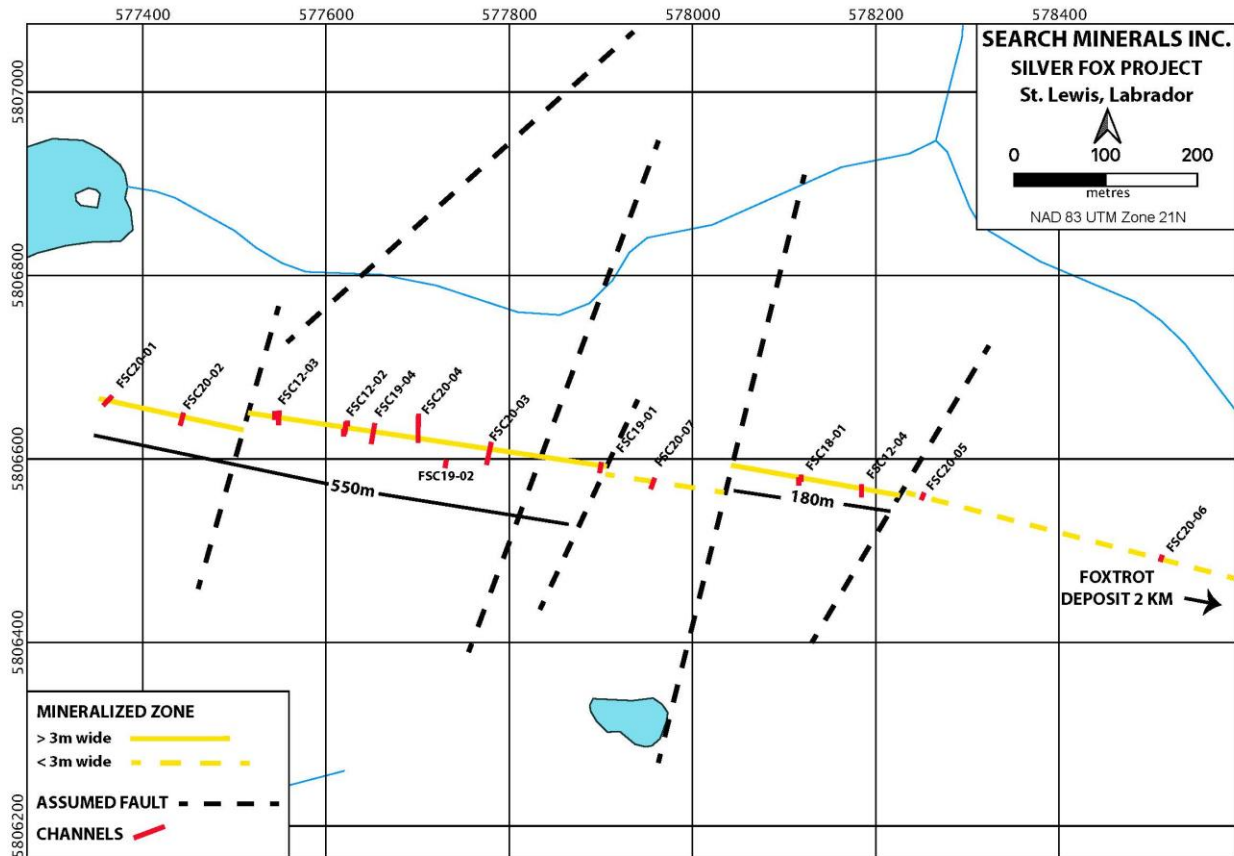 577400
577600
577800
578000
578200
578400
SEARCH MINERALS INC.
SILVER FOX PROJECT
St. Lewis, Labrador
0 100 200
metres
NAD 83 UTM Zone 21N
5807000
5806800
5806600
5806400
5806200
FSC20-01
FSC20-02
FSC12-03
FSC12-02
FSC19-04
FSC20-04
FSC20-03
FSC19-02
FSC19-01
FSC20-07
FSC18-01
FSC12-04
FSC20-05
FSC20-06
550m
180m
FOXTROT
DEPOSIT 2 KM
MINERALIZED ZONE
> 3m wide
< 3m wide
ASSUMED FAULT
CHANNELS